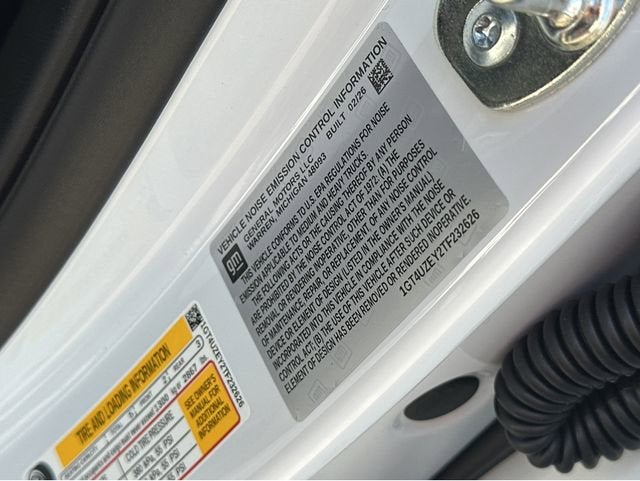 VEHICLE NOISE EMISSION CONTROL INFORMATION
gm
GENERAL MOTORS LLC
WARREN, MICHIGAN 48093 BUILT 02/26
THIS VEHICLE CONFORMS TO U.S. EPA REGULATIONS FOR NOISE
EMISSION APPLICABLE TO MEDIUM AND HEAVY TRUCKS.
THE FOLLOWING ACTS OR THE CAUSING THEREOF BY ANY PERSON
ARE PROHIBITED BY THE NOISE CONTROL ACT OF 1972. (A) THE
REMOVAL OR RENDERING INOPERATIVE, OTHER THAN FOR PURPOSES
OF MAINTENANCE, REPAIR, OR REPLACEMENT, OF ANY NOISE CONTROL
DEVICE OR ELEMENT OF DESIGN (LISTED IN THE OWNER'S MANUAL)
INCORPORATED INTO THIS VEHICLE IN COMPLIANCE WITH THE NOISE
CONTROL ACT; (B) THE USE OF THIS VEHICLE AFTER SUCH DEVICE OR
ELEMENT OF DESIGN HAS BEEN REMOVED OR RENDERED INOPERATIVE.
1GT4UZEY2TF232626
TIRE AND LOADING INFORMATION
1GT4UZEY2TF232626
COLD TIRE PRESSURE
380 kPa, 55 PSI
SEE OWNER'S
MANUAL FOR
ADDITIONAL
INFORMATION